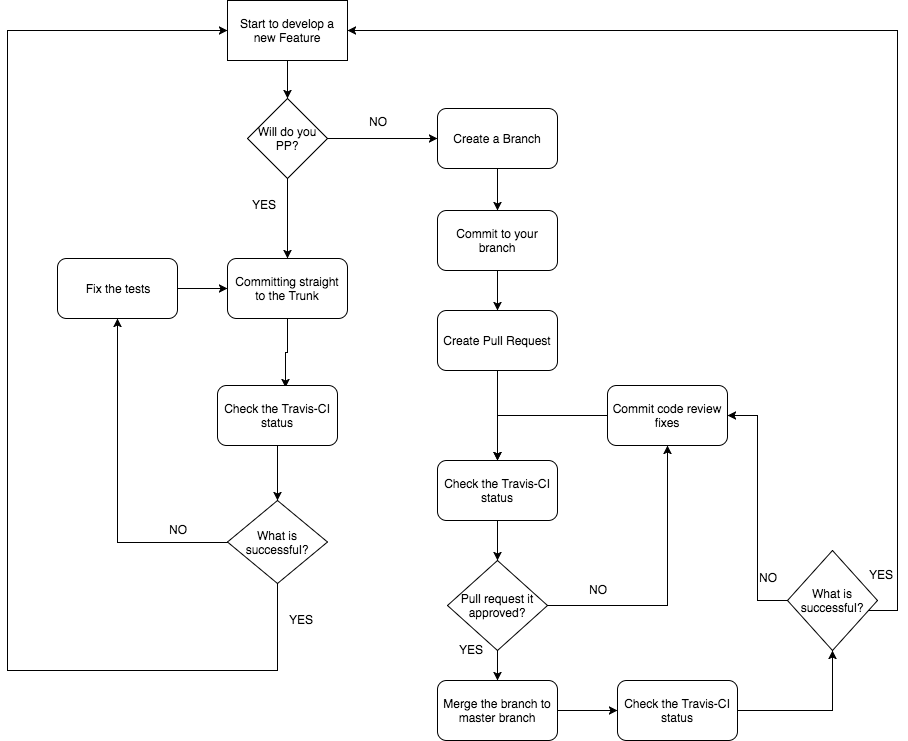 Start to develop a
new Feature
Will do you
PP?
NO
Create a Branch
YES
Commit to your
branch
Fix the tests
Committing straight
to the Trunk
Create Pull Request
Check the Travis-CI
status
Commit code review
fixes
Check the Travis-CI
status
NO
What is
successful?
YES
Pull request it
approved?
NO
YES
NO
What is
successful?
YES
Merge the branch to
master branch
Check the Travis-CI
status